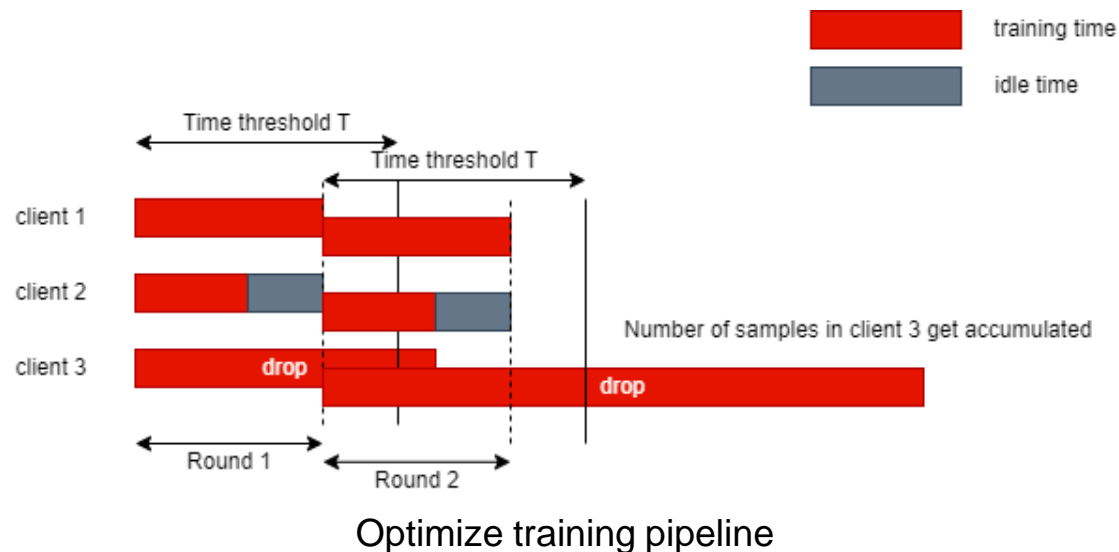 training time
idle time
Time threshold T
Time threshold T
client 1
client 2
Number of samples in client 3 get accumulated
client 3
drop
drop
Round 1
Round 2
Optimize training pipeline